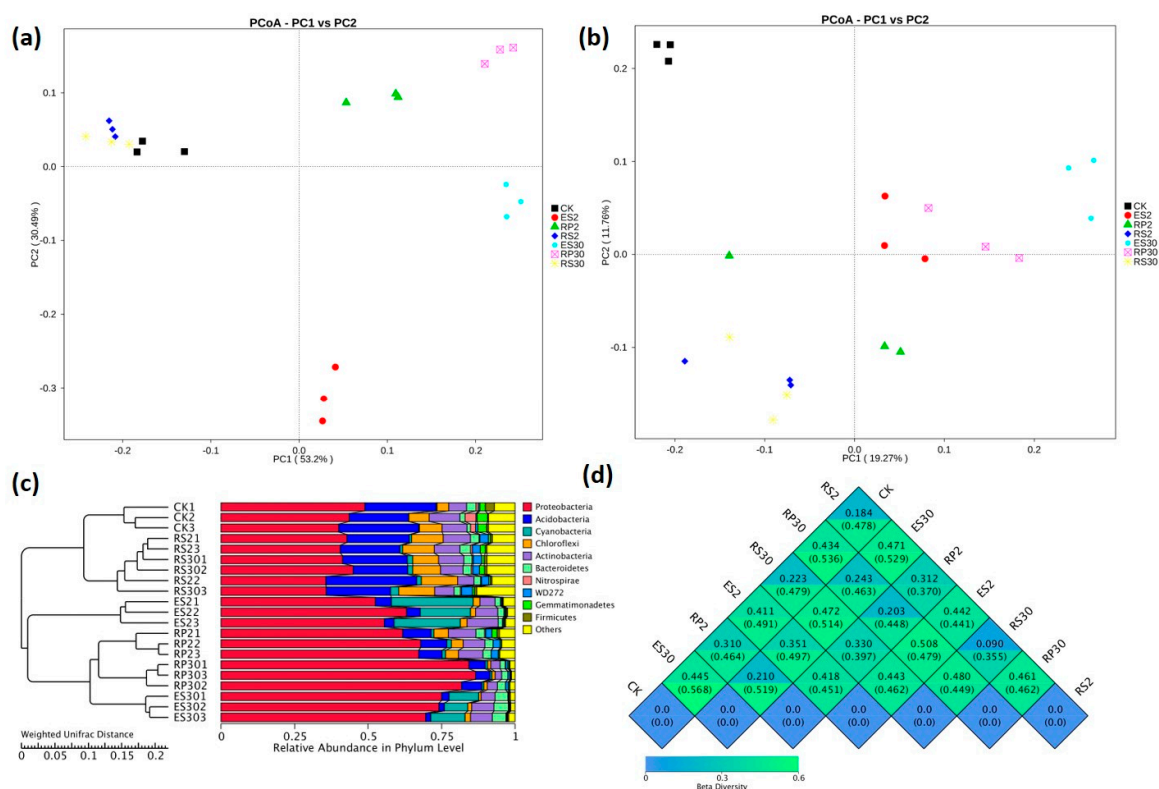 (a)
PCoA - PC1 vs PC2
0.1
0.0
-0.1
-0.2
-0.3
PC2 ( 30.49%)
-0.2
-0.1
0.0
0.1
0.2
PC1 ( 53.2%)
CK
ES2
RP2
RS2
ES30
RP30
RS30
(b)
PCoA - PC1 vs PC2
0.2
0.1
0.0
-0.1
PC2 ( 11.76%)
-0.2
-0.1
0.0
0.1
0.2
PC1 ( 19.27%)
CK
ES2
RP2
RS2
ES30
RP30
RS30
(c)
CK1
CK2
CK3
RS21
RS23
RS301
RS302
RS22
RS303
ES21
ES22
ES23
RP21
RP22
RP23
RP301
RP303
RP302
ES301
ES302
ES303
Weighted Unifrac Distance
0 0.05 0.1 0.15 0.2
0 0.25 0.5 0.75 1
Relative Abundance in Phylum Level
Proteobacteria
Acidobacteria
Cyanobacteria
Chloroflexi
Actinobacteria
Bacteroidetes
Nitrospirae
WD272
Gemmatimonadetes
Firmicutes
Others
(d)
RS2
RP30
RS30
ES2
RP2
ES30
CK
CK
ES30
RP2
ES2
RS30
RP30
RS2
0.184
(0.478)
0.434 0.471
(0.536) (0.529)
0.223 0.243 0.312
(0.479) (0.463) (0.370)
0.411 0.472 0.203 0.442
(0.491) (0.514) (0.448) (0.441)
0.310 0.351 0.330 0.508 0.090
(0.464) (0.497) (0.397) (0.479) (0.355)
0.445 0.210 0.418 0.443 0.480 0.461
(0.568) (0.519) (0.451) (0.462) (0.449) (0.462)
0.0 0.0 0.0 0.0 0.0 0.0 0.0
(0.0) (0.0) (0.0) (0.0) (0.0) (0.0) (0.0)
0 0.3 0.6
Beta Diversity